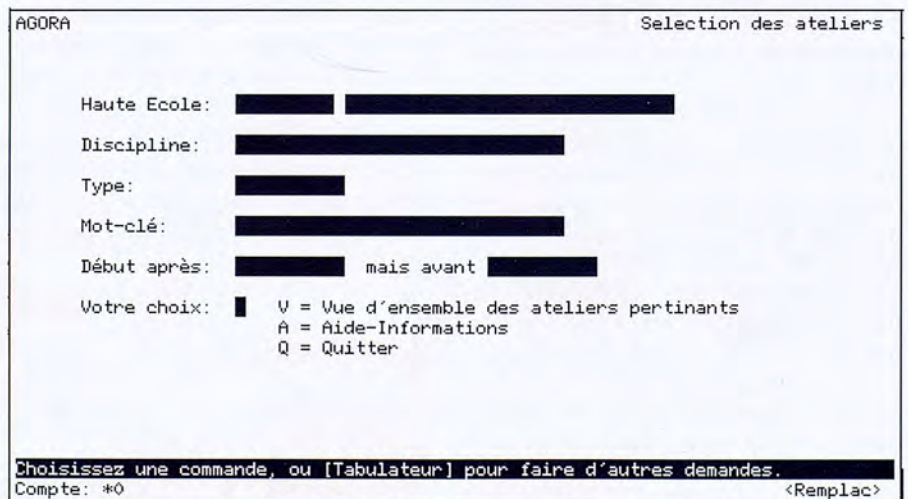 AGORA Selection des ateliers
Haute Ecole:
Discipline:
Type:
Mot-clé:
Début après: mais avant
Votre choix: V = Vue d'ensemble des ateliers pertinants
A = Aide-Informations
Q = Quitter
Choisissez une commande, ou [Tabulateur] pour faire d'autres demandes.
Compte: *0 <Remplac>